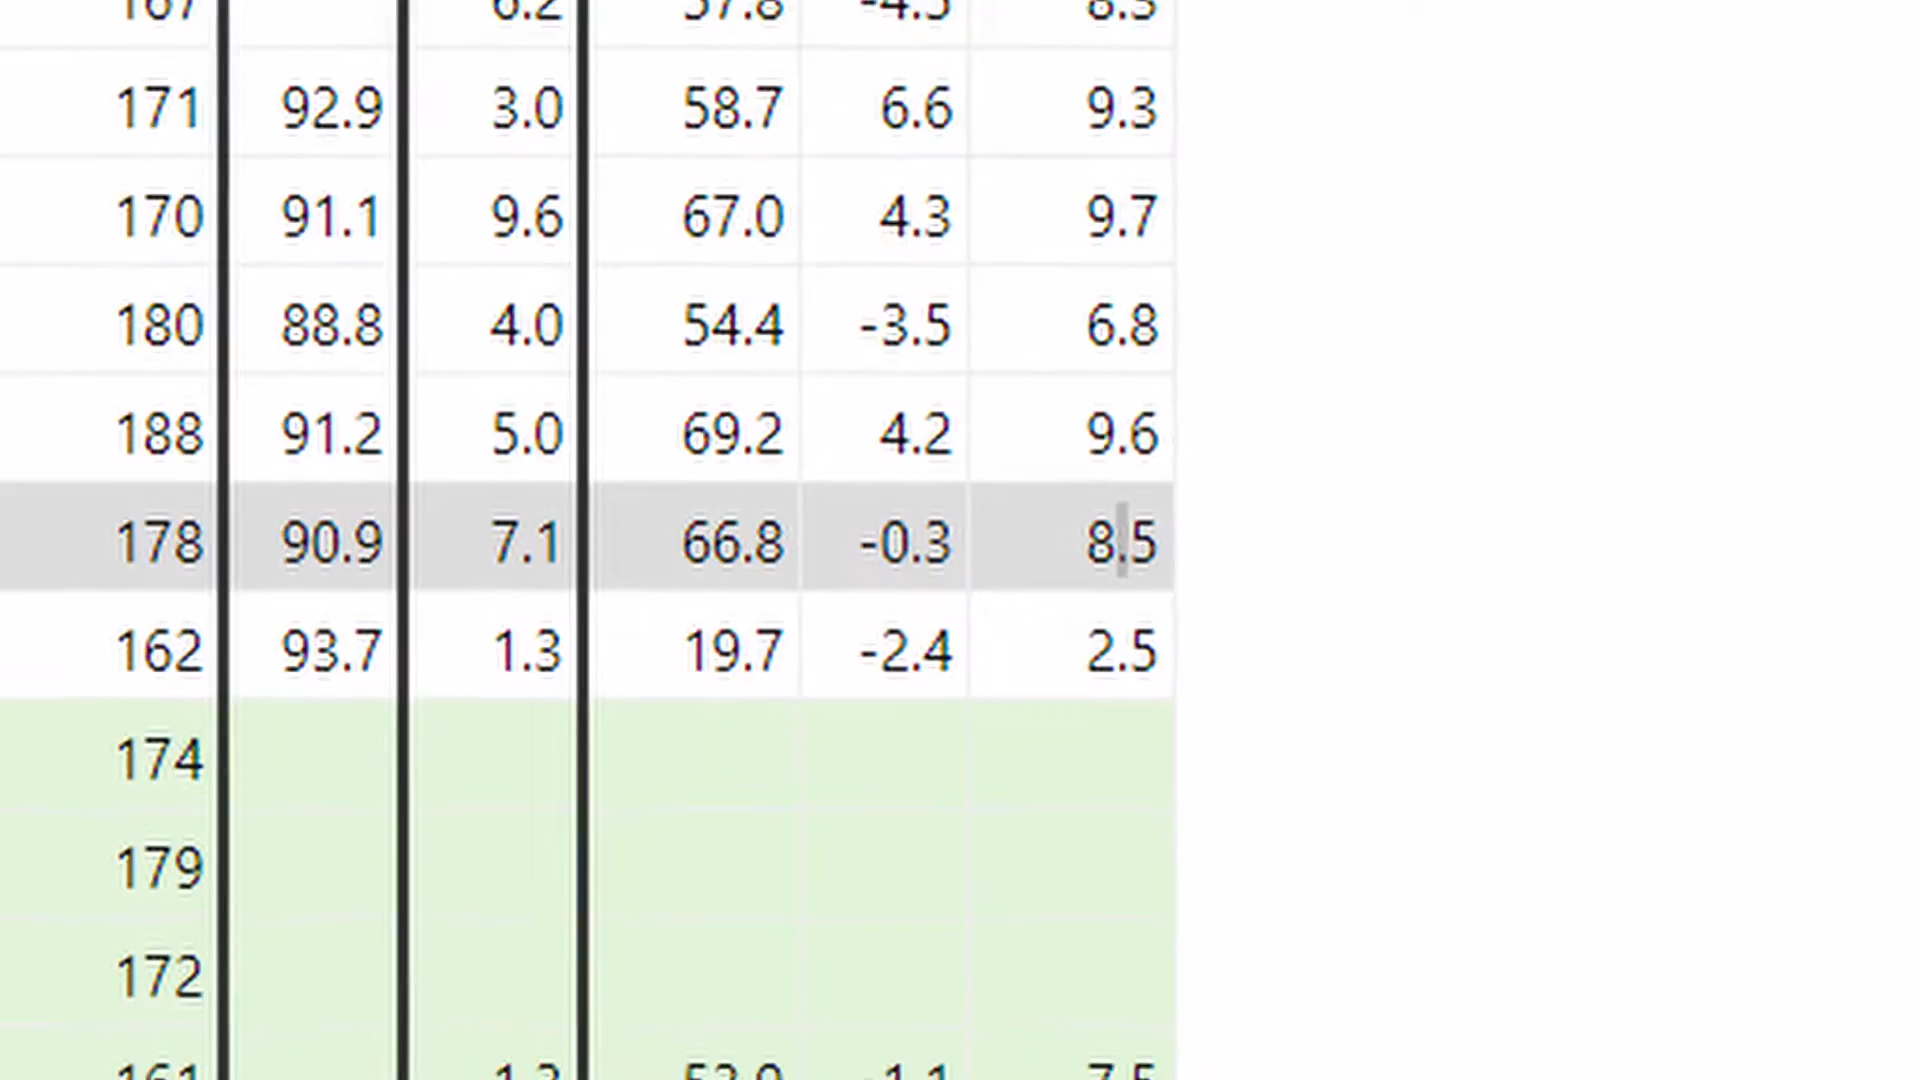 171 92.9 3.0 58.7 6.6 9.3
170 91.1 9.6 67.0 4.3 9.7
180 88.8 4.0 54.4 -3.5 6.8
188 91.2 5.0 69.2 4.2 9.6
178 90.9 7.1 66.8 -0.3 8.5
162 93.7 1.3 19.7 -2.4 2.5
174
179
172